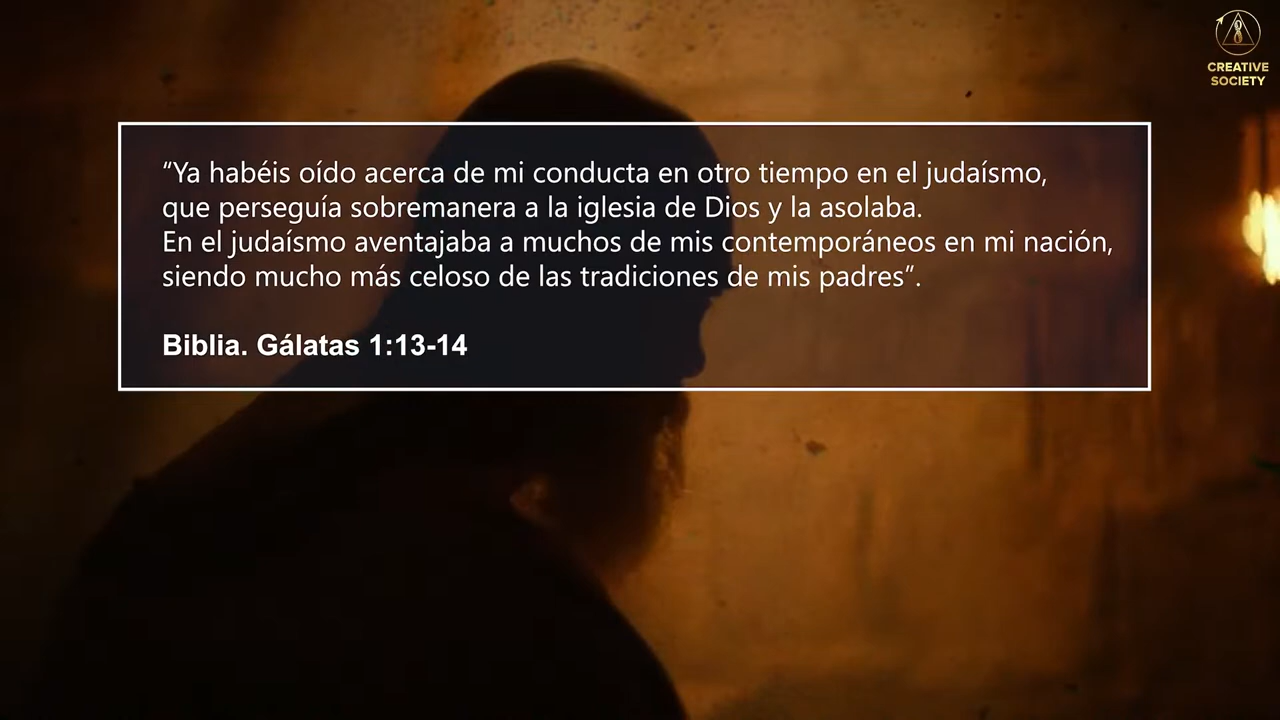 CREATIVE
SOCIETY
“Ya habéis oído acerca de mi conducta en otro tiempo en el judaísmo,
que perseguía sobremanera a la iglesia de Dios y la asolaba.
En el judaísmo aventajaba a muchos de mis contemporáneos en mi nación,
siendo mucho más celoso de las tradiciones de mis padres”.
Biblia. Gálatas 1:13-14